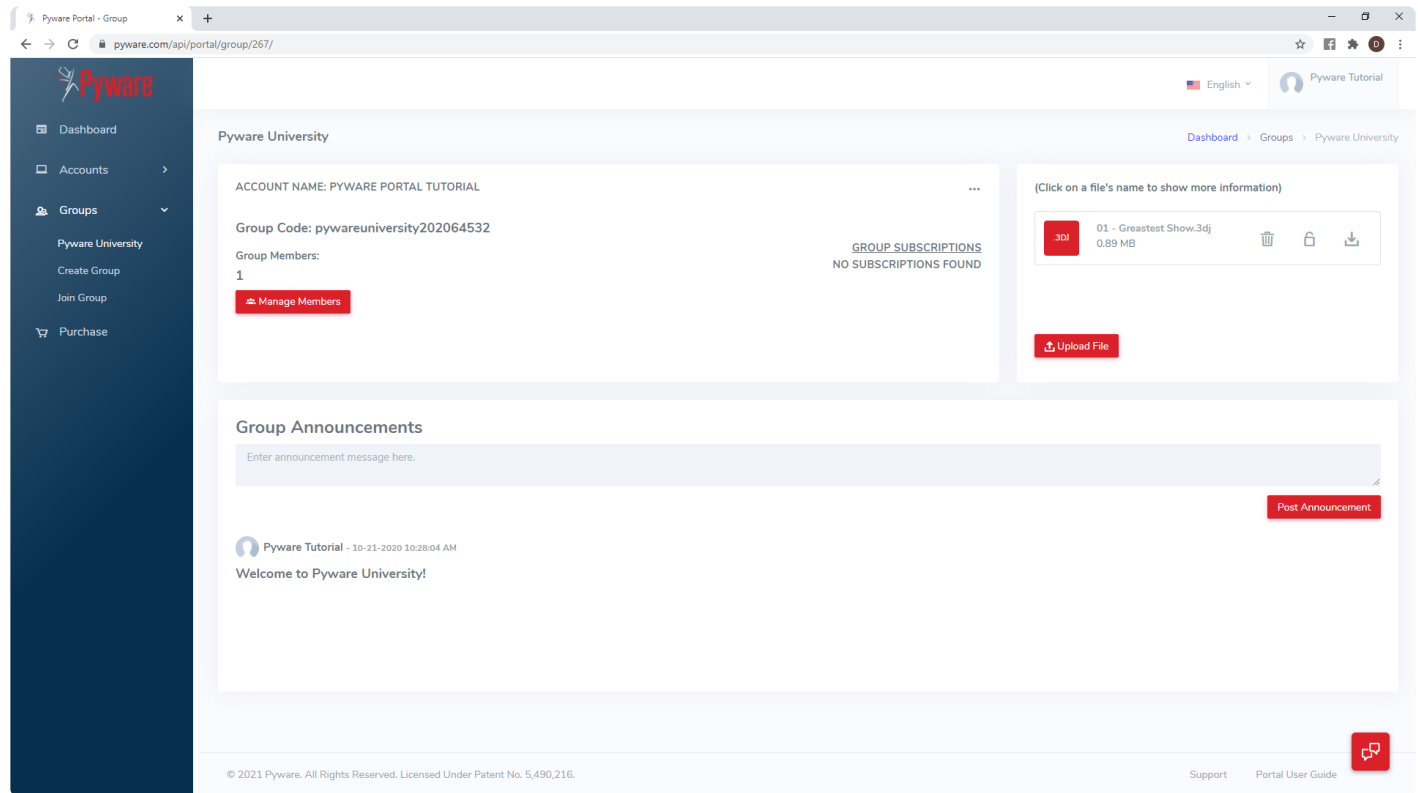 Pyware Portal - Group
pyware.com/api/portal/group/267/
D
Pyware
English
Pyware Tutorial
Dashboard
Accounts
Groups
Pyware University
Create Group
Join Group
Purchase
Pyware University
Dashboard > Groups > Pyware University
ACCOUNT NAME: PYWARE PORTAL TUTORIAL
...
Group Code: pywareuniversity202064532
Group Members:
1
Manage Members
GROUP SUBSCRIPTIONS
NO SUBSCRIPTIONS FOUND
(Click on a file's name to show more information)
.3DJ
01 - Greastest Show.3dj
0.89 MB
Upload File
Group Announcements
Enter announcement message here.
Post Announcement
Pyware Tutorial - 10-21-2020 10:28:04 AM
Welcome to Pyware University!
© 2021 Pyware. All Rights Reserved. Licensed Under Patent No. 5,490,216.
Support
Portal User Guide